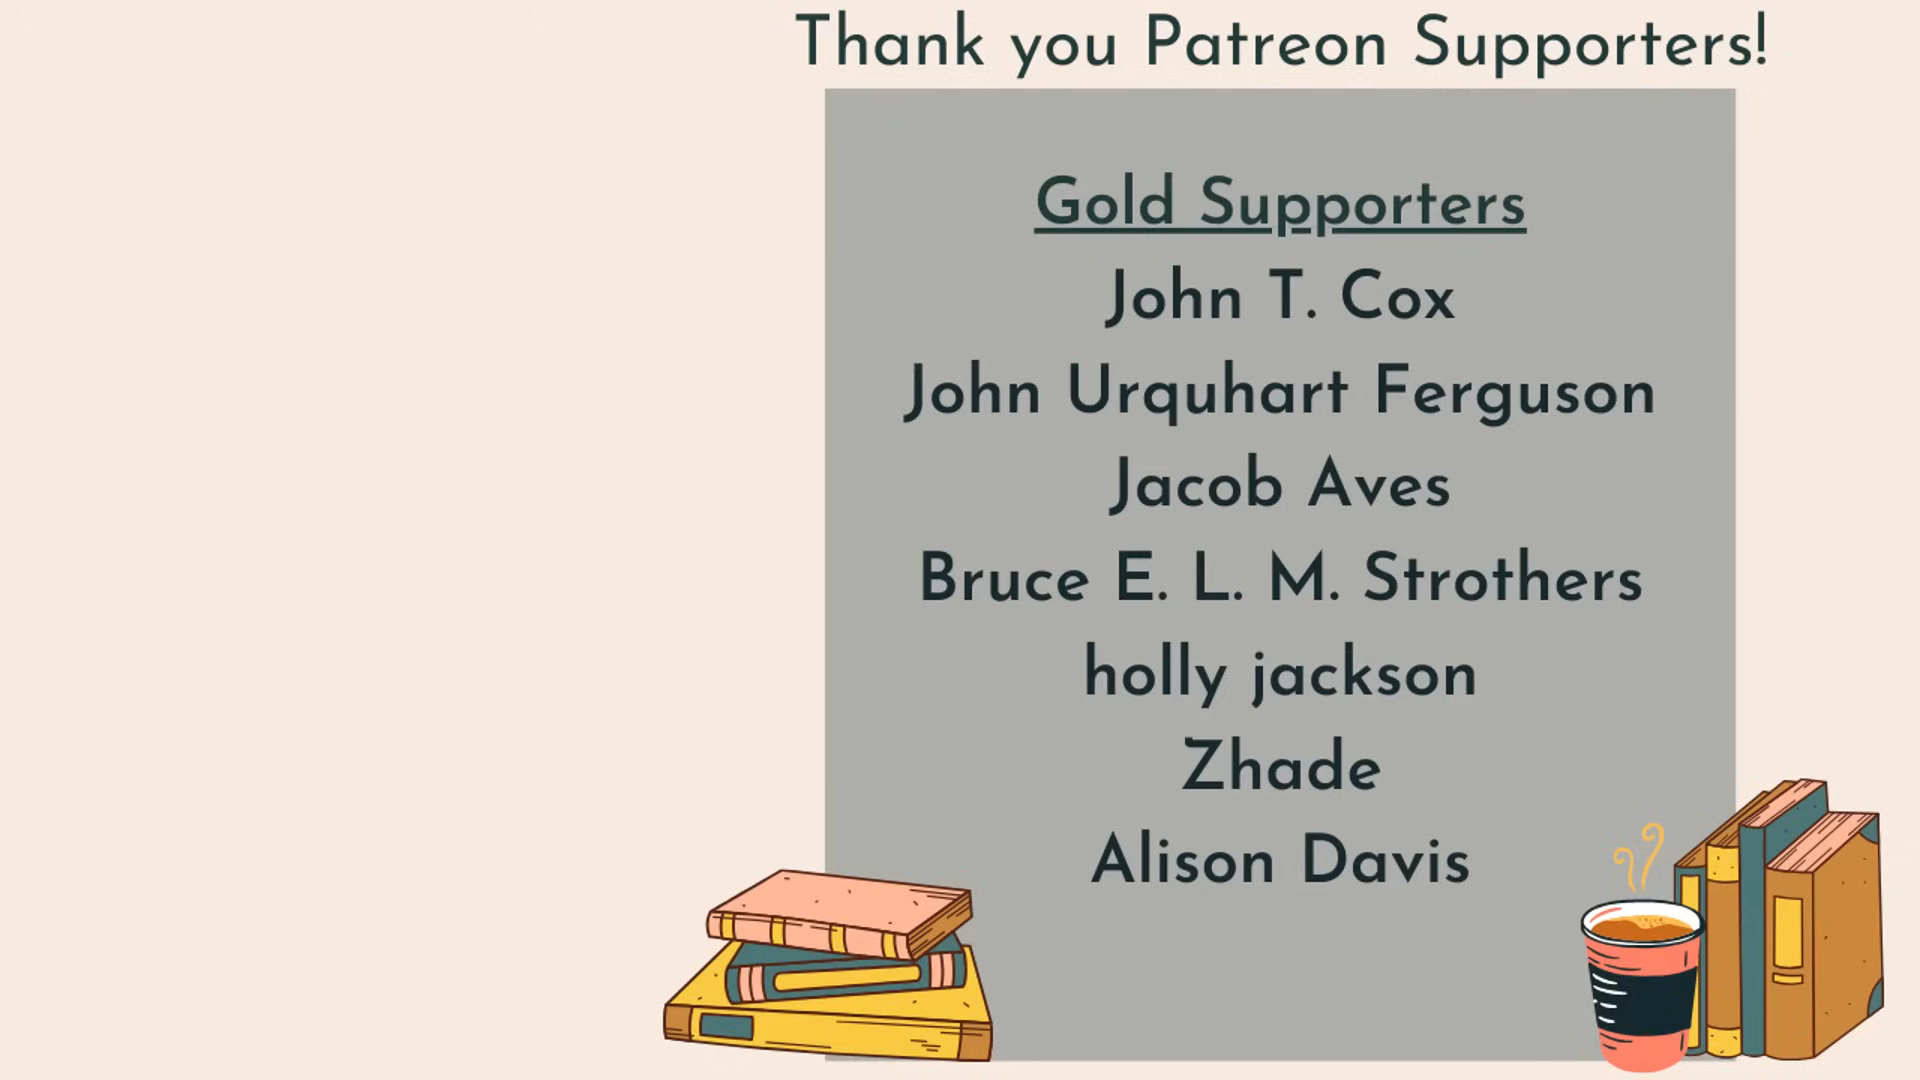 Thank you Patreon Supporters!
Gold Supporters
John T. Cox
John Urquhart Ferguson
Jacob Aves
Bruce E. L. M. Strothers
holly jackson
Zhade
Alison Davis